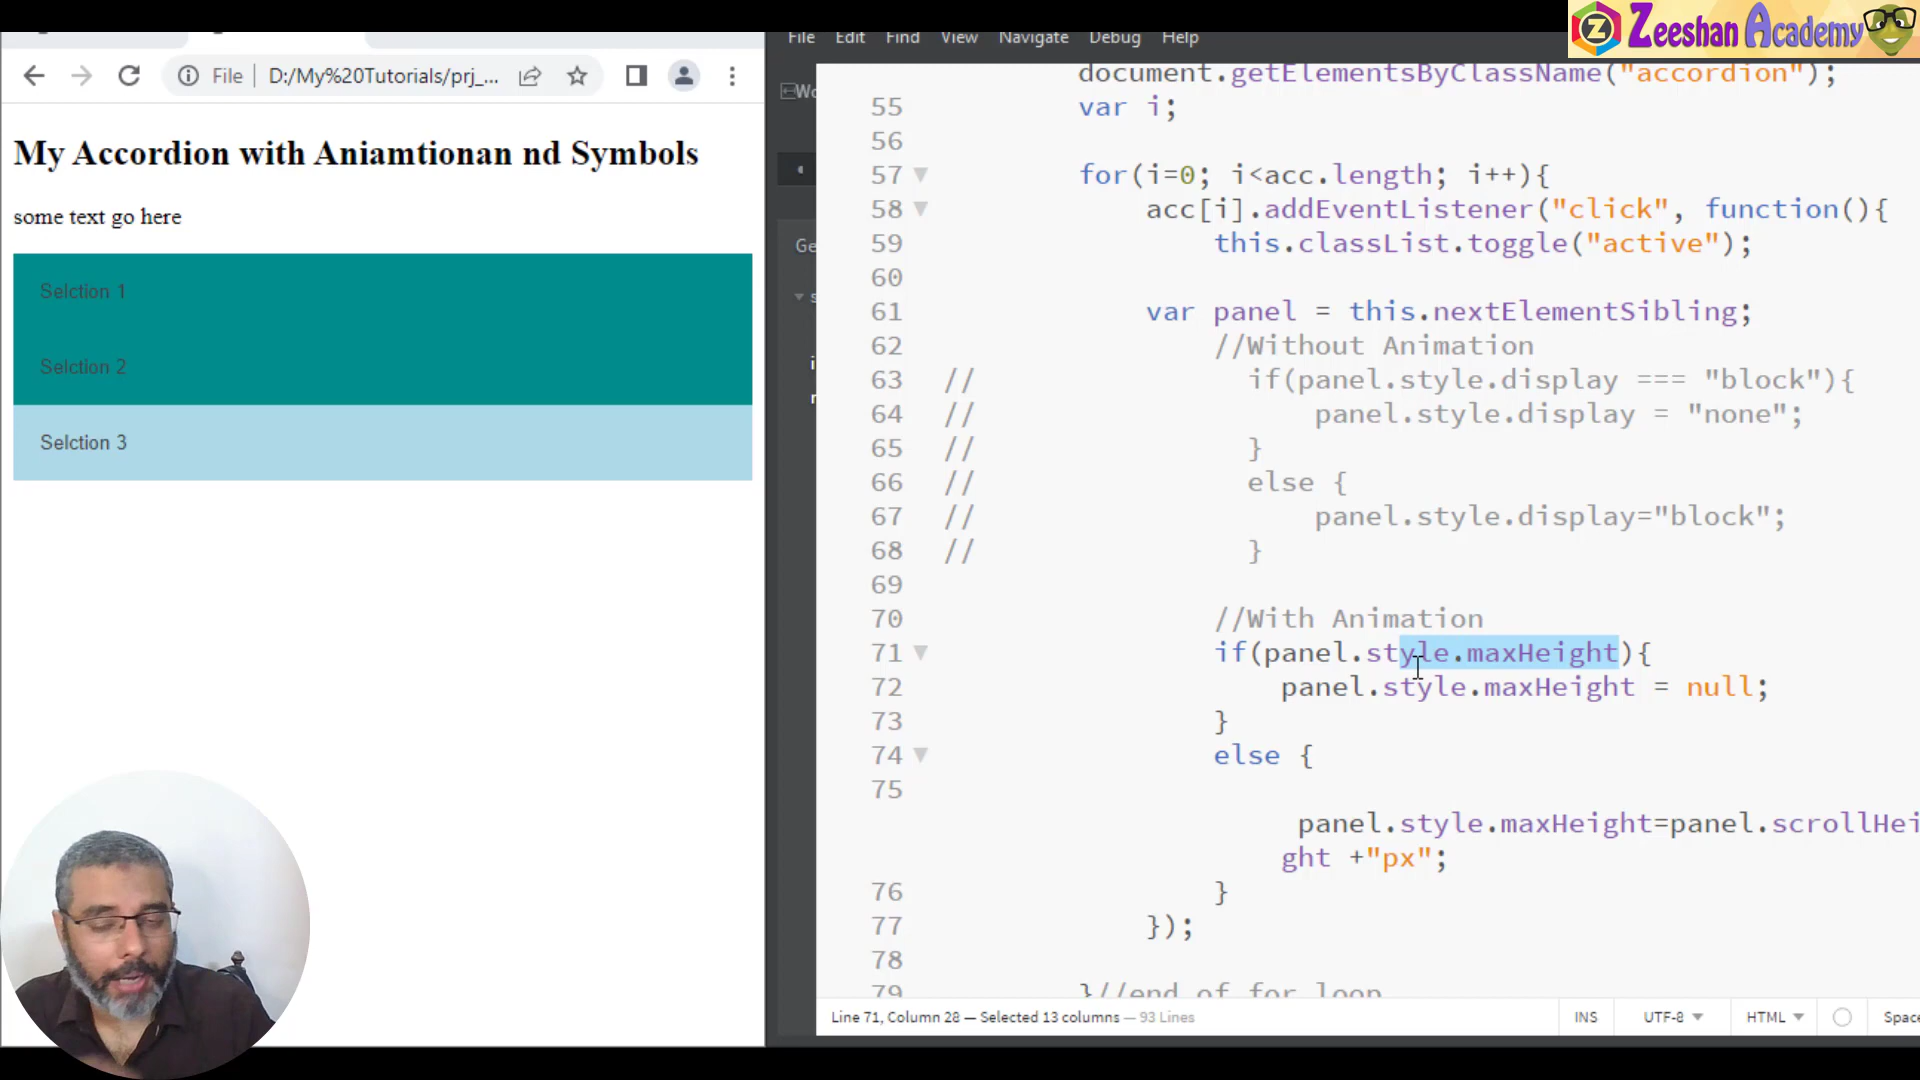 Zeeshan Academy
File Edit Find View Navigate Debug Help
File D:/My%20Tutorials/prj_...
My Accordion with Aniamtionan nd Symbols
some text go here
Selction 1
Selction 2
Selction 3
document.getElementsByClassName("accordion");
55 var i;
56
57 for(i=0; i<acc.length; i++){
58 acc[i].addEventListener("click", function(){
59 this.classList.toggle("active");
60
61 var panel = this.nextElementSibling;
62 //Without Animation
63 // if(panel.style.display === "block"){
64 // panel.style.display = "none";
65 // }
66 // else {
67 // panel.style.display="block";
68 // }
69
70 //With Animation
71 if(panel.style.maxHeight){
72 panel.style.maxHeight = null;
73 }
74 else {
75
panel.style.maxHeight=panel.scrollHei
ght +"px";
76 }
77 });
78
79 }//end of for loop
Line 71, Column 28 — Selected 13 columns — 93 Lines
INS UTF-8 HTML Space